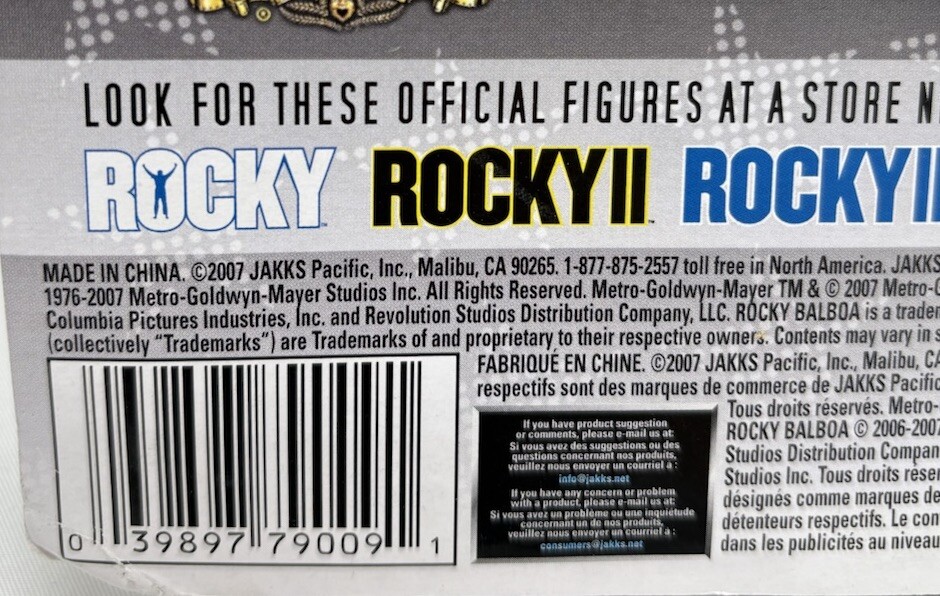 LOOK FOR THESE OFFICIAL FIGURES AT A STORE N
ROCKY ROCKY II ROCKY II
MADE IN CHINA. ©2007 JAKKS Pacific, Inc., Malibu, CA 90265. 1-877-875-2557 toll free in North America. JAKKS
1976-2007 Metro-Goldwyn-Mayer Studios Inc. All Rights Reserved. Metro-Goldwyn-Mayer TM & © 2007 Metro-G
Columbia Pictures Industries, Inc. and Revolution Studios Distribution Company, LLC. ROCKY BALBOA is a trade
(collectively "Trademarks") are Trademarks of and proprietary to their respective owners. Contents may vary in s
FABRIQUÉ EN CHINE. ©2007 JAKKS Pacific, Inc., Malibu, CA
respectifs sont des marques de commerce de JAKKS Pacific
Tous droits réservés. Metro-
ROCKY BALBOA © 2006-2007
Studios Distribution Compan
Studios Inc. Tous droits réser
désignés comme marques de
détenteurs respectifs. Le con
dans les publicités au niveau
If you have product suggestion
or comments, please e-mail us at:
Si vous avez des suggestions ou des
questions concernant nos produits,
veuillez nous envoyer un courriel à :
info@jakks.net
If you have any concern or problem
with a product, please e-mail us at:
Si vous avez un problème ou une inquiétude
concernant un de nos produits,
veuillez nous envoyer un courriel à :
consumers@jakks.net
0 39897 79009 1